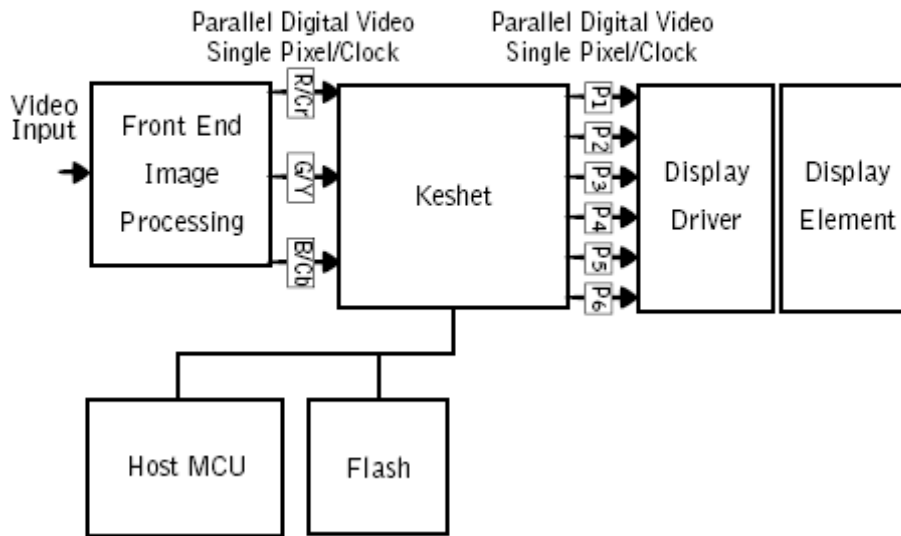 Parallel Digital Video
Single Pixel/Clock
Parallel Digital Video
Single Pixel/Clock
Video
Input
Front End
Image
Processing
R/Cr
G/Y
B/Cb
Keshet
P1
P2
P3
P4
P5
P6
Display
Driver
Display
Element
Host MCU
Flash